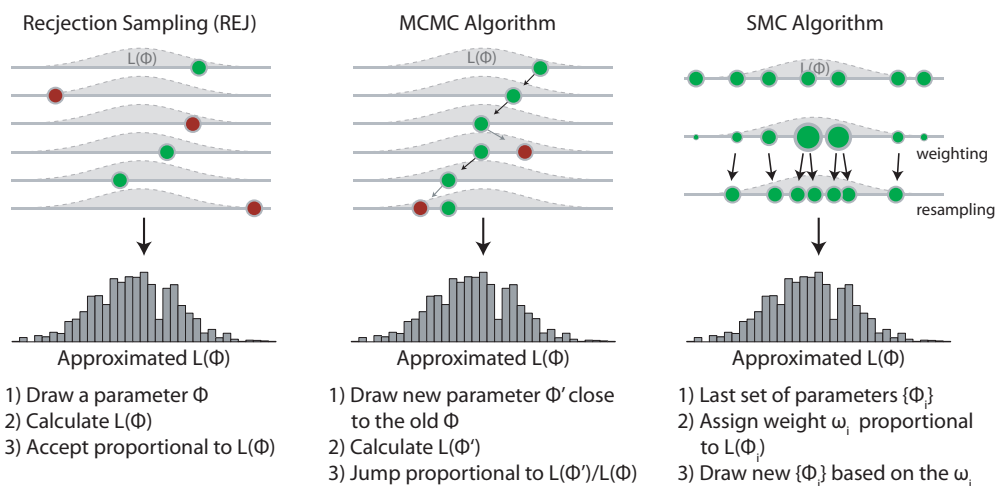 Recjection Sampling (REJ)
L(Φ)
Approximated L(Φ)
1) Draw a parameter Φ
2) Calculate L(Φ)
3) Accept proportional to L(Φ)
MCMC Algorithm
L(Φ)
Approximated L(Φ)
1) Draw new parameter Φ' close
to the old Φ
2) Calculate L(Φ')
3) Jump proportional to L(Φ')/L(Φ)
SMC Algorithm
L(Φ)
weighting
resampling
Approximated L(Φ)
1) Last set of parameters {Φi}
2) Assign weight ωi proportional
to L(Φi)
3) Draw new {Φi} based on the ωi